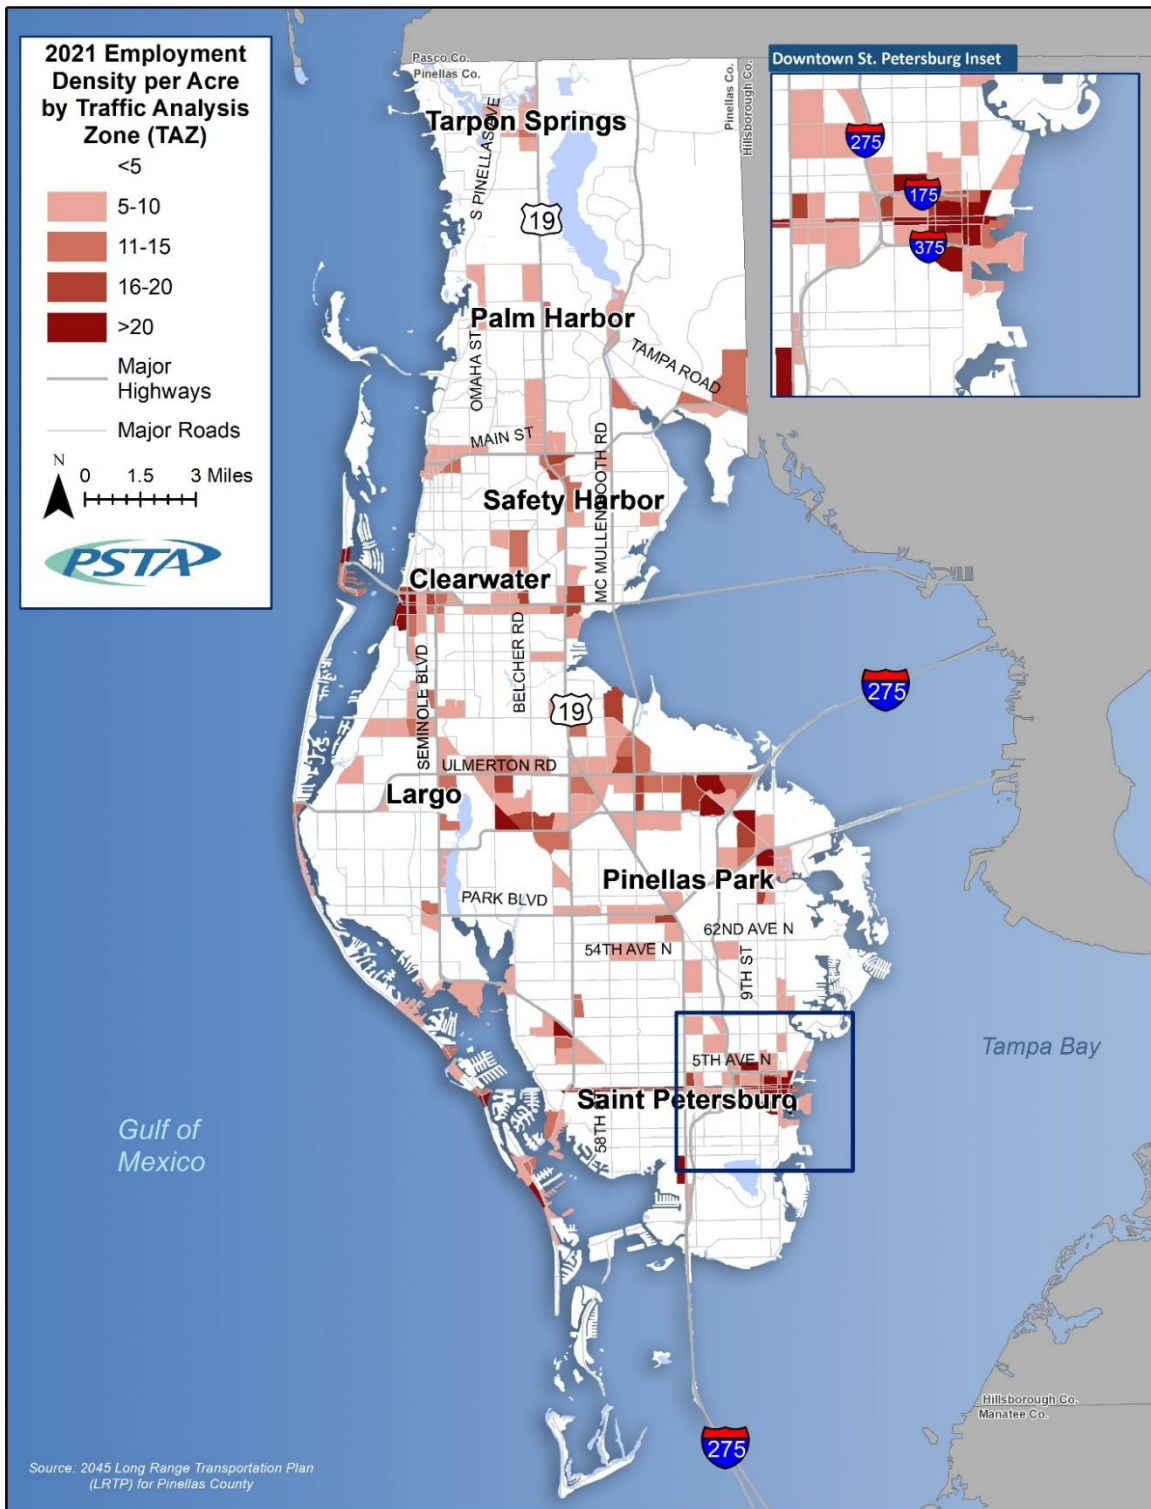 2021 Employment
Density per Acre
by Traffic Analysis
Zone (TAZ)
<5
5-10
11-15
16-20
>20
Major
Highways
Major Roads
N
0 1.5 3 Miles
PSTA
Downtown St. Petersburg Inset
275
175
375
Pasco Co.
Pinellas Co.
Pinellas Co.
Hillsborough Co.
Tarpon Springs
S PINELLAS AVE
19
Palm Harbor
OMAHA ST
TAMPA ROAD
MAIN ST
MC MULLEN BOOTH RD
Safety Harbor
Clearwater
BELCHER RD
SEMINOLE BLVD
19
275
ULMERTON RD
Largo
Pinellas Park
PARK BLVD
62ND AVE N
54TH AVE N
9TH ST
5TH AVE N
Saint Petersburg
58TH ST
Tampa Bay
Gulf of
Mexico
Hillsborough Co.
Manatee Co.
275
Source: 2045 Long Range Transportation Plan
(LRTP) for Pinellas County